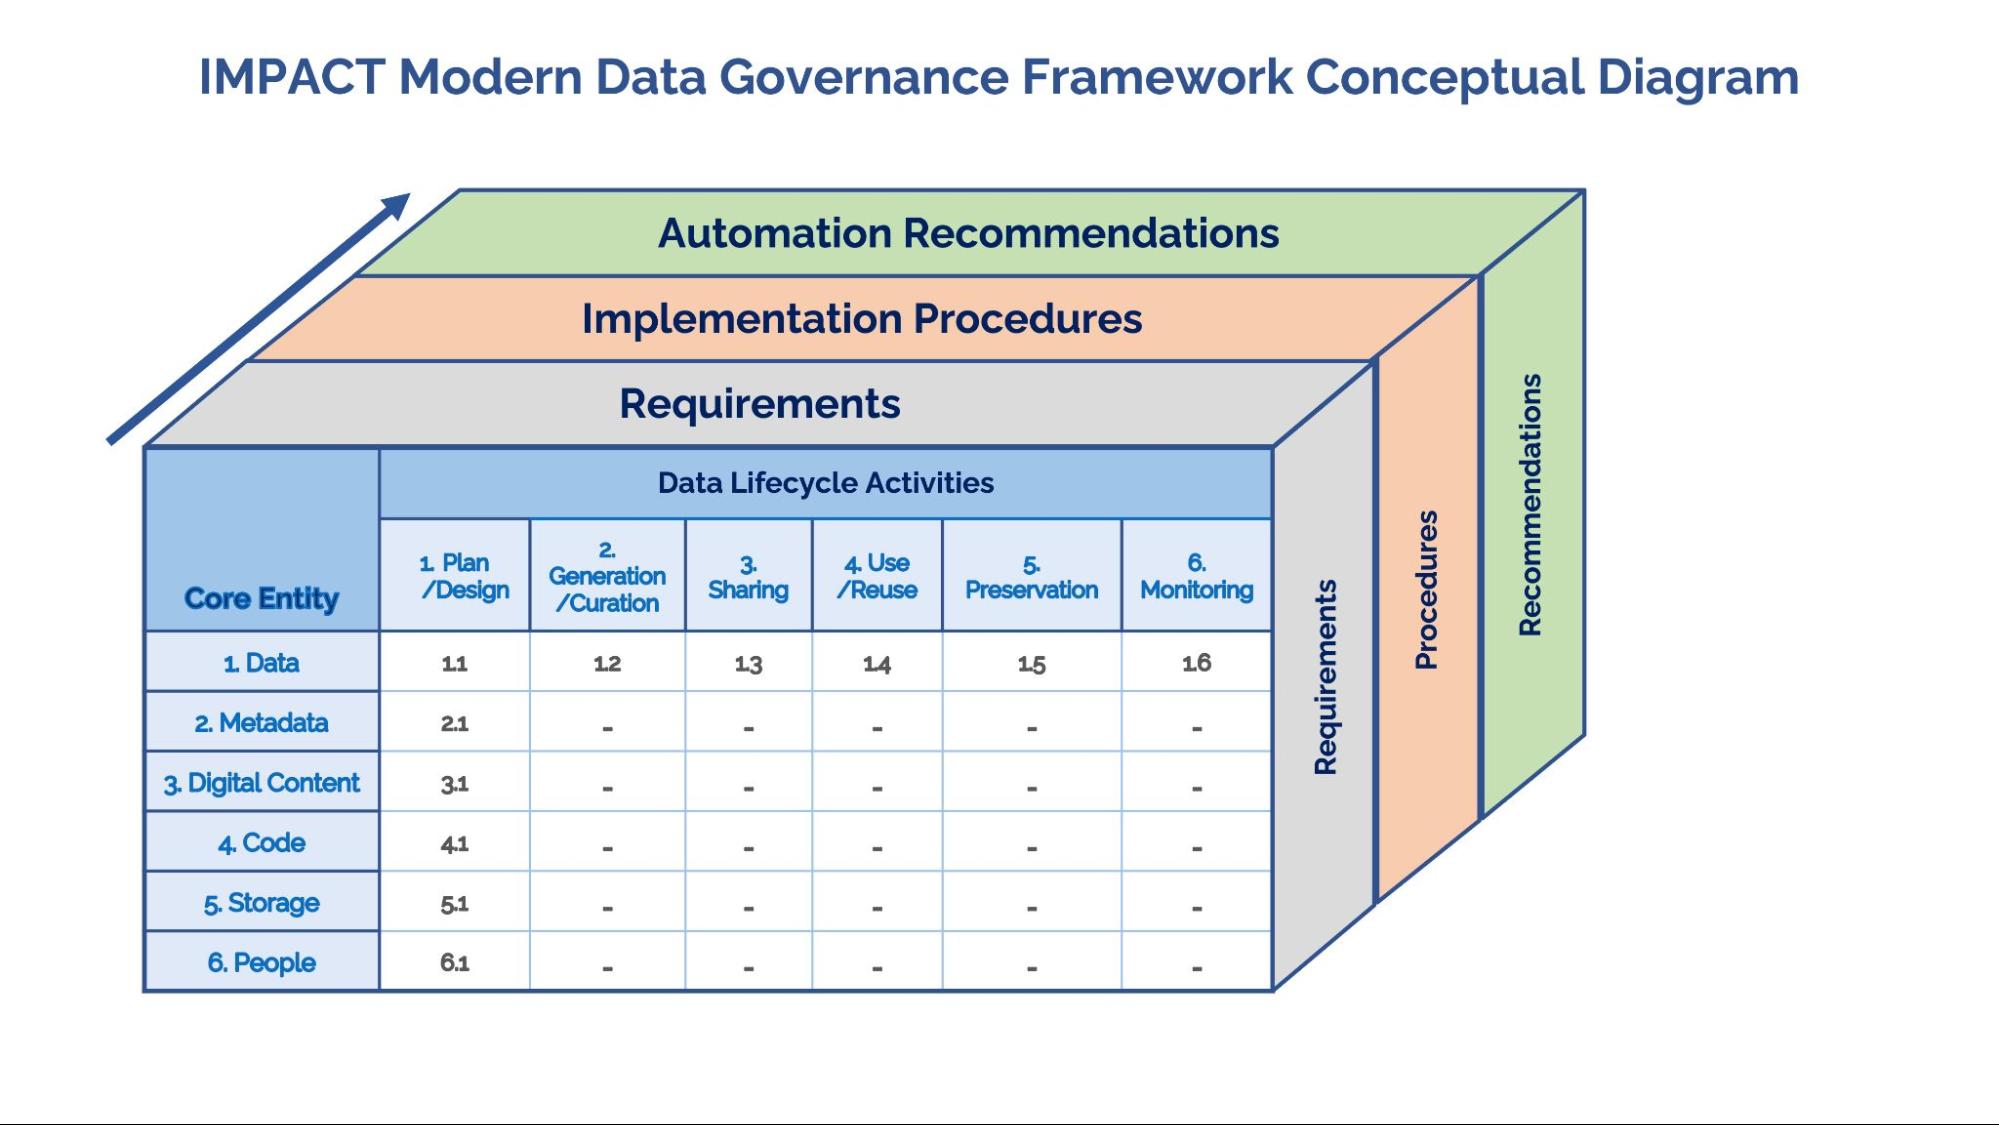 IMPACT Modern Data Governance Framework Conceptual Diagram
Automation Recommendations
Implementation Procedures
Requirements
Data Lifecycle Activities
Core Entity
1. Plan
/Design
2.
Generation
/Curation
3.
Sharing
4. Use
/Reuse
5.
Preservation
6.
Monitoring
1. Data 1.1 1.2 1.3 1.4 1.5 1.6
2. Metadata 2.1 - - - - -
3. Digital Content 3.1 - - - - -
4. Code 4.1 - - - - -
5. Storage 5.1 - - - - -
6. People 6.1 - - - - -
Requirements
Procedures
Recommendations